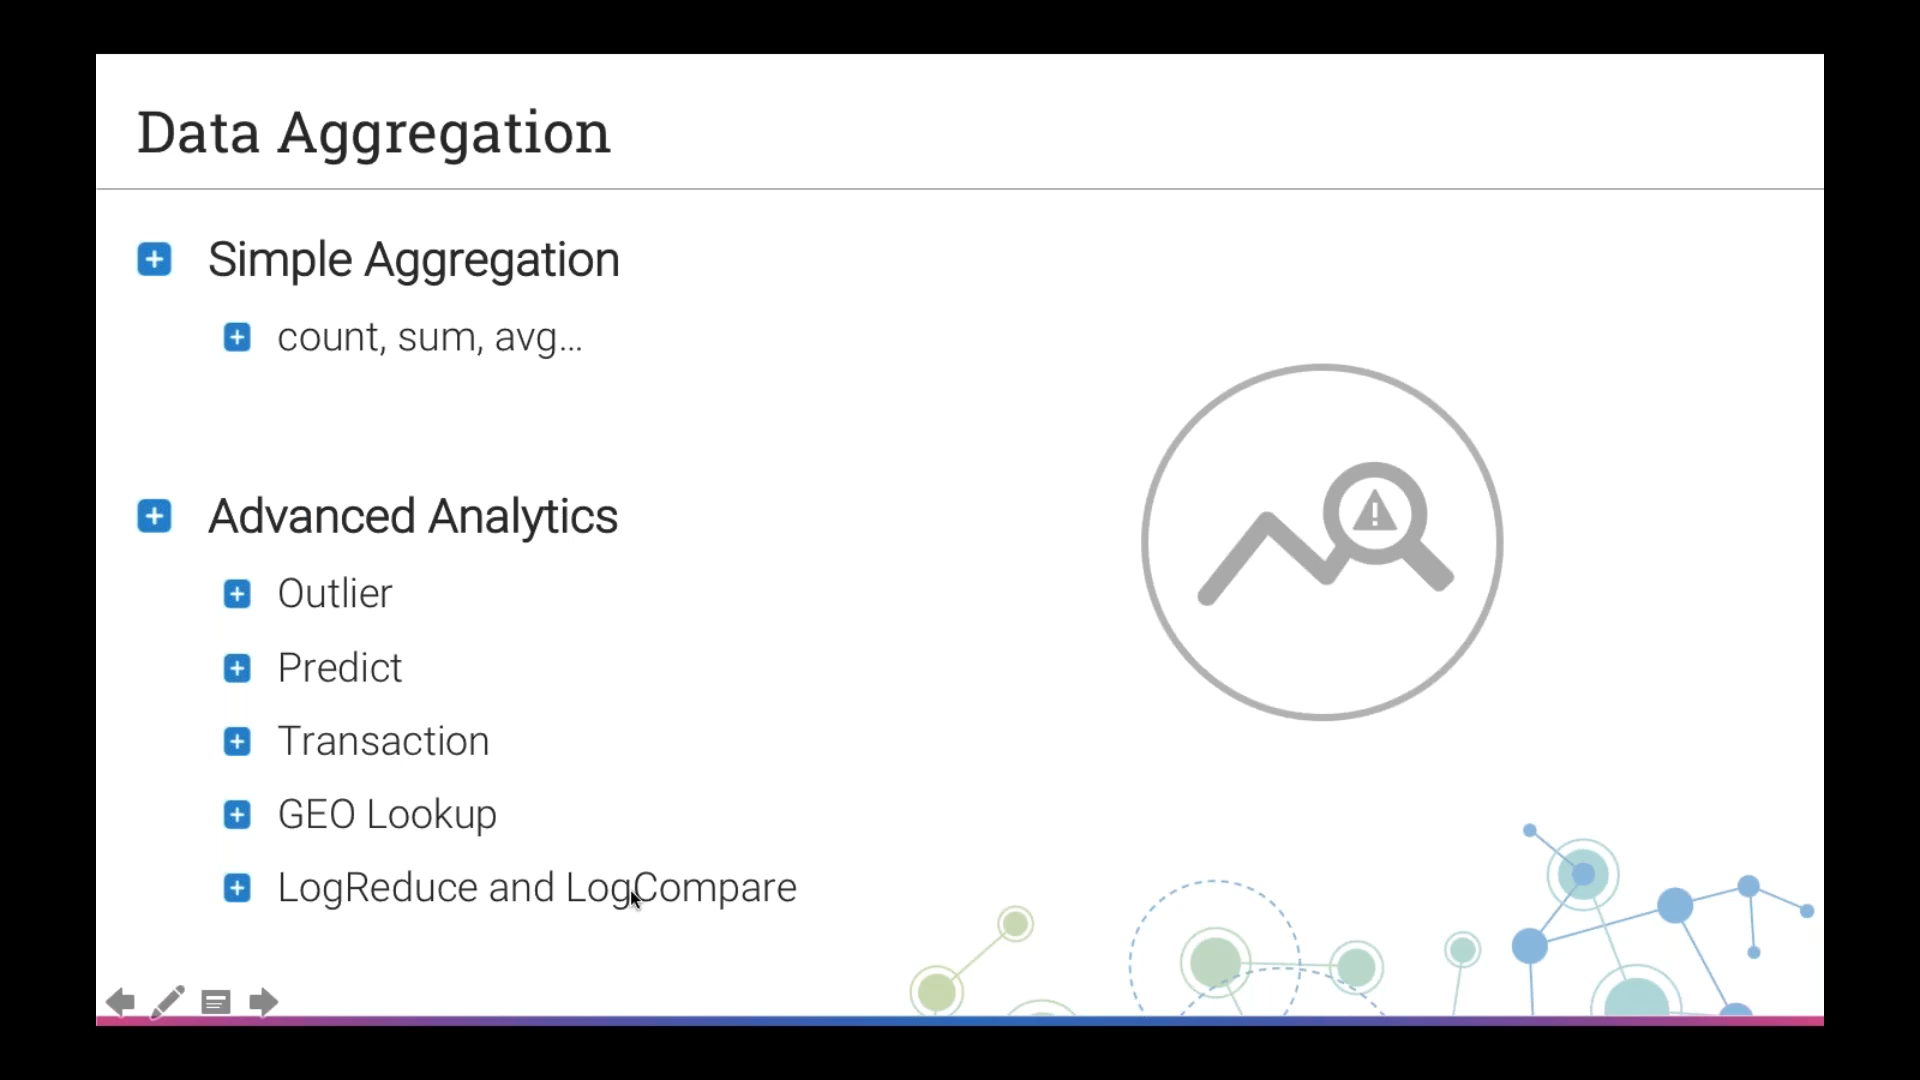 Data Aggregation
Simple Aggregation
count, sum, avg...
Advanced Analytics
Outlier
Predict
Transaction
GEO Lookup
LogReduce and LogCompare